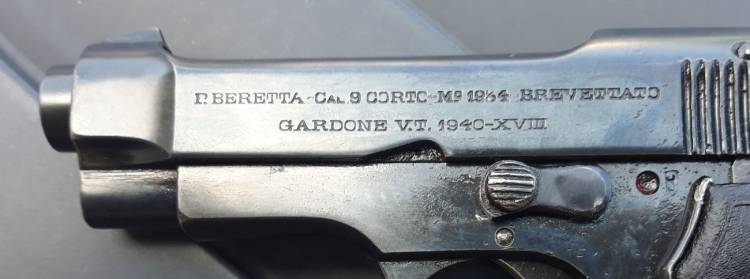 P. BERETTA - CAL. 9 CORTO - Mº 1934 - BREVETTATO
GARDONE V.T. 1940-XVIII
F